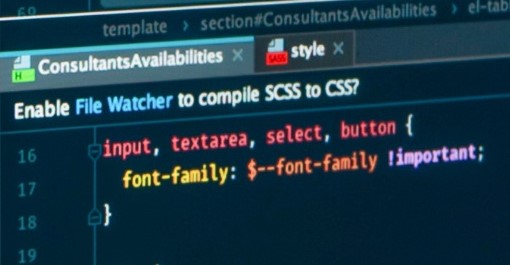 69
template › section#ConsultantsAvailabilities › el-tab
H ConsultantsAvailabilities ×
SASS style ×
Enable File Watcher to compile SCSS to CSS?
16 input, textarea, select, button {
17 font-family: $--font-family !important;
18 }
19